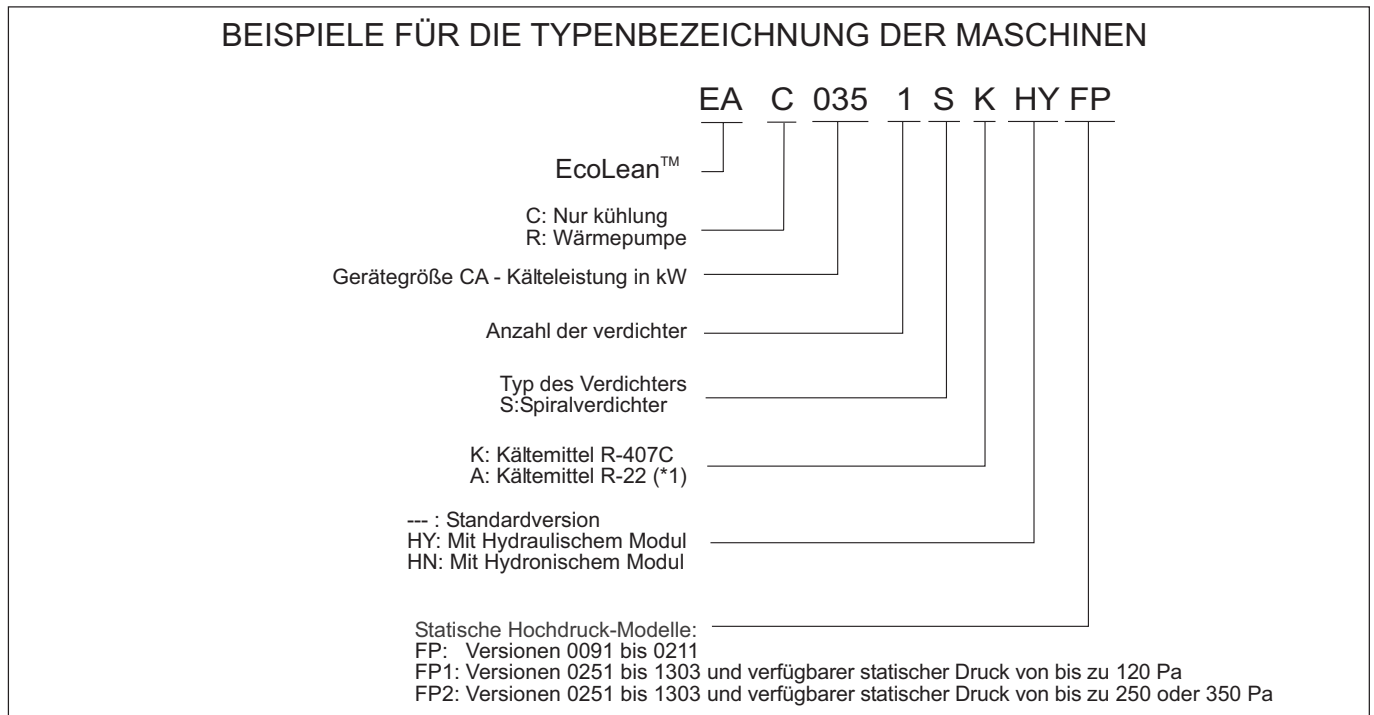 BEISPIELE FÜR DIE TYPENBEZEICHNUNG DER MASCHINEN
EA C 035 1 S K HY FP
EcoLean™
C: Nur kühlung
R: Wärmepumpe
Gerätegröße CA - Kälteleistung in kW
Anzahl der verdichter
Typ des Verdichters
S:Spiralverdichter
K: Kältemittel R-407C
A: Kältemittel R-22 (*1)
--- : Standardversion
HY: Mit Hydraulischem Modul
HN: Mit Hydronischem Modul
Statische Hochdruck-Modelle:
FP: Versionen 0091 bis 0211
FP1: Versionen 0251 bis 1303 und verfügbarer statischer Druck von bis zu 120 Pa
FP2: Versionen 0251 bis 1303 und verfügbarer statischer Druck von bis zu 250 oder 350 Pa